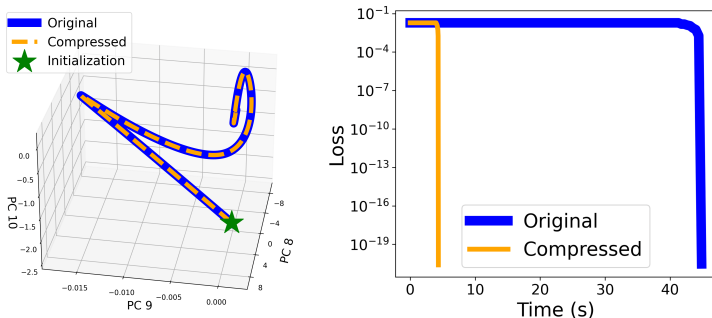 Original
Compressed
Initialization
0.0
−0.5
−1.0
−1.5
−2.0
−2.5
PC 10
−0.015
−0.010
−0.005
0.000
PC 9
−8
−4
0
4
8
PC 8
10⁻¹
10⁻⁴
10⁻⁷
10⁻¹⁰
10⁻¹³
10⁻¹⁶
10⁻¹⁹
Loss
Original
Compressed
0
10
20
30
40
Time (s)